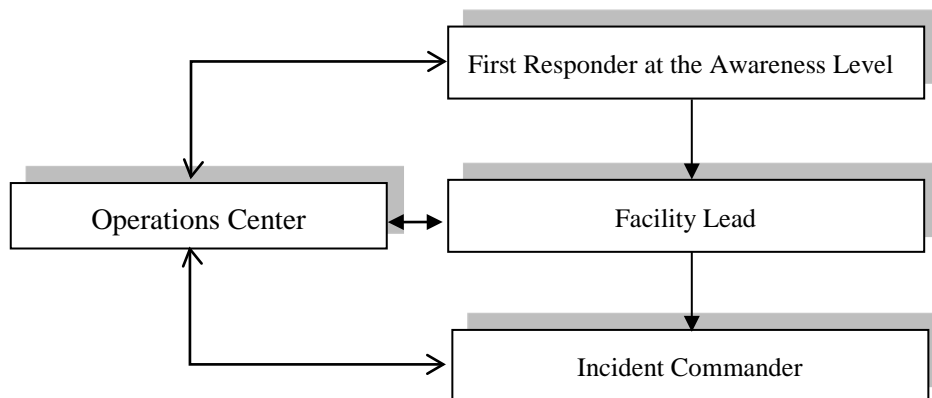 First Responder at the Awareness Level
Operations Center
Facility Lead
Incident Commander